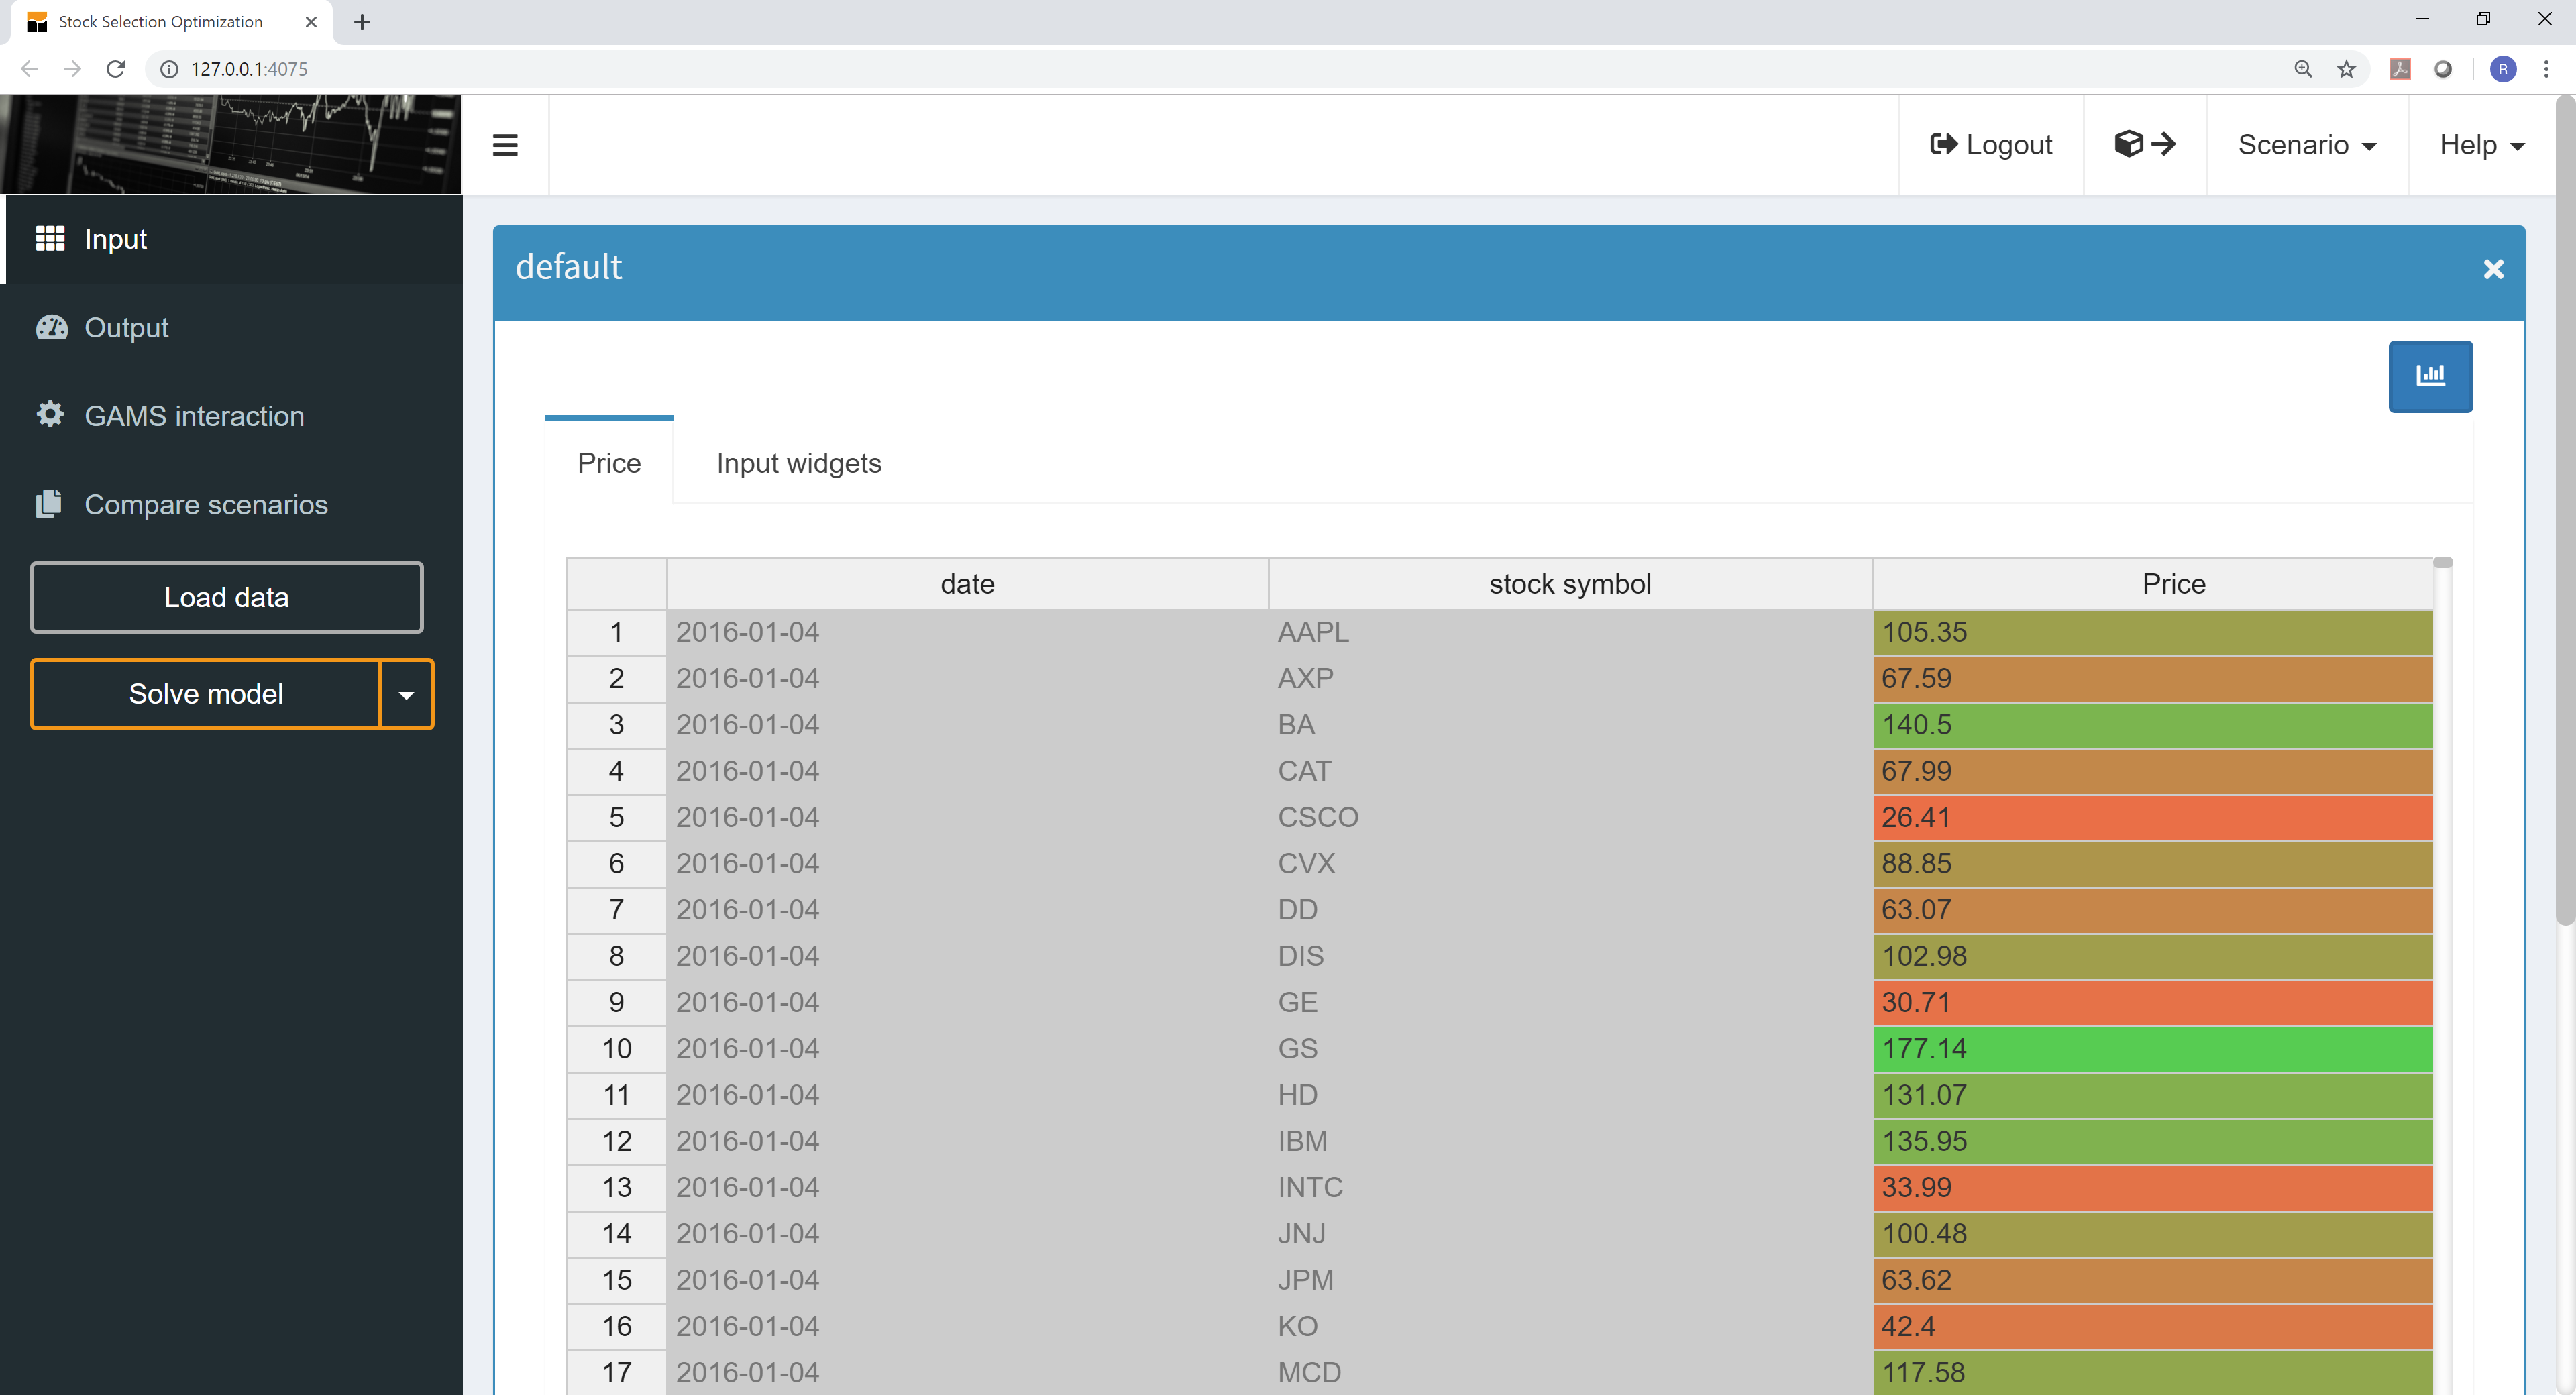 Stock Selection Optimization
127.0.0.1:4075
R
Logout
Scenario
Help
Input
Output
GAMS interaction
Compare scenarios
Load data
Solve model
default
Price Input widgets
date stock symbol Price
1 2016-01-04 AAPL 105.35
2 2016-01-04 AXP 67.59
3 2016-01-04 BA 140.5
4 2016-01-04 CAT 67.99
5 2016-01-04 CSCO 26.41
6 2016-01-04 CVX 88.85
7 2016-01-04 DD 63.07
8 2016-01-04 DIS 102.98
9 2016-01-04 GE 30.71
10 2016-01-04 GS 177.14
11 2016-01-04 HD 131.07
12 2016-01-04 IBM 135.95
13 2016-01-04 INTC 33.99
14 2016-01-04 JNJ 100.48
15 2016-01-04 JPM 63.62
16 2016-01-04 KO 42.4
17 2016-01-04 MCD 117.58